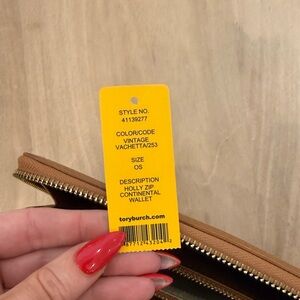 STYLE NO.
41139277
COLOR/CODE
VINTAGE
VACHETTA/253
SIZE
OS
DESCRIPTION
HOLLY ZIP
CONTINENTAL
WALLET
toryburch.com